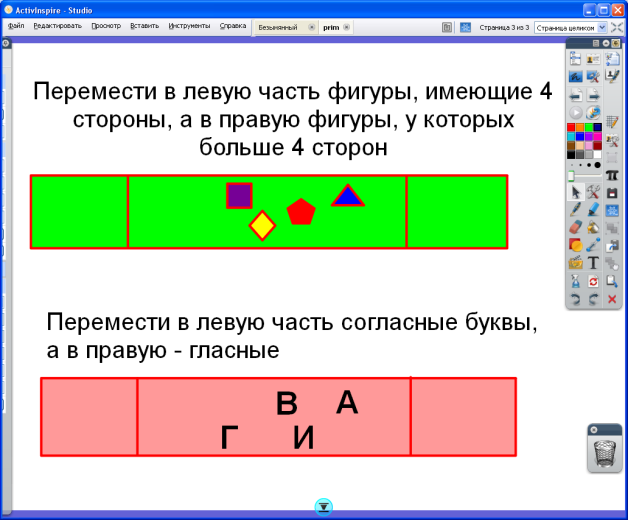 ActivInspire - Studio
Файл Редактировать Просмотр Вставить Инструменты Справка Безымянный prim Страница 3 из 3 Страница целиком
Перемести в левую часть фигуры, имеющие 4
стороны, а в правую фигуры, у которых
больше 4 сторон
Перемести в левую часть согласные буквы,
а в правую - гласные
В А
Г И